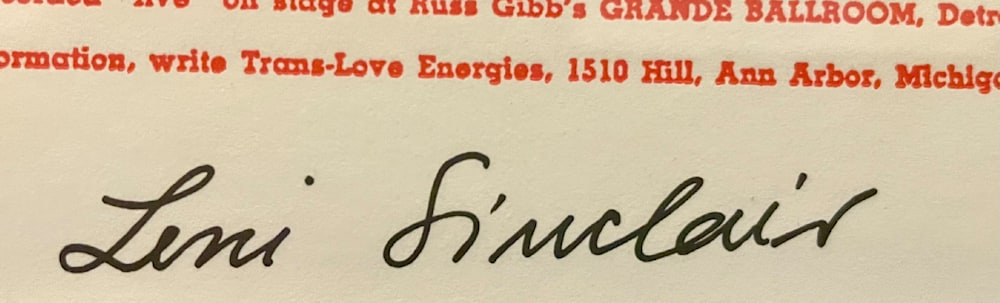 "live" on stage at Russ Gibb's GRANDE BALLROOM, Detr
ormation, write Trans-Love Energies, 1510 Hill, Ann Arbor, Michiga
Leni Sinclair